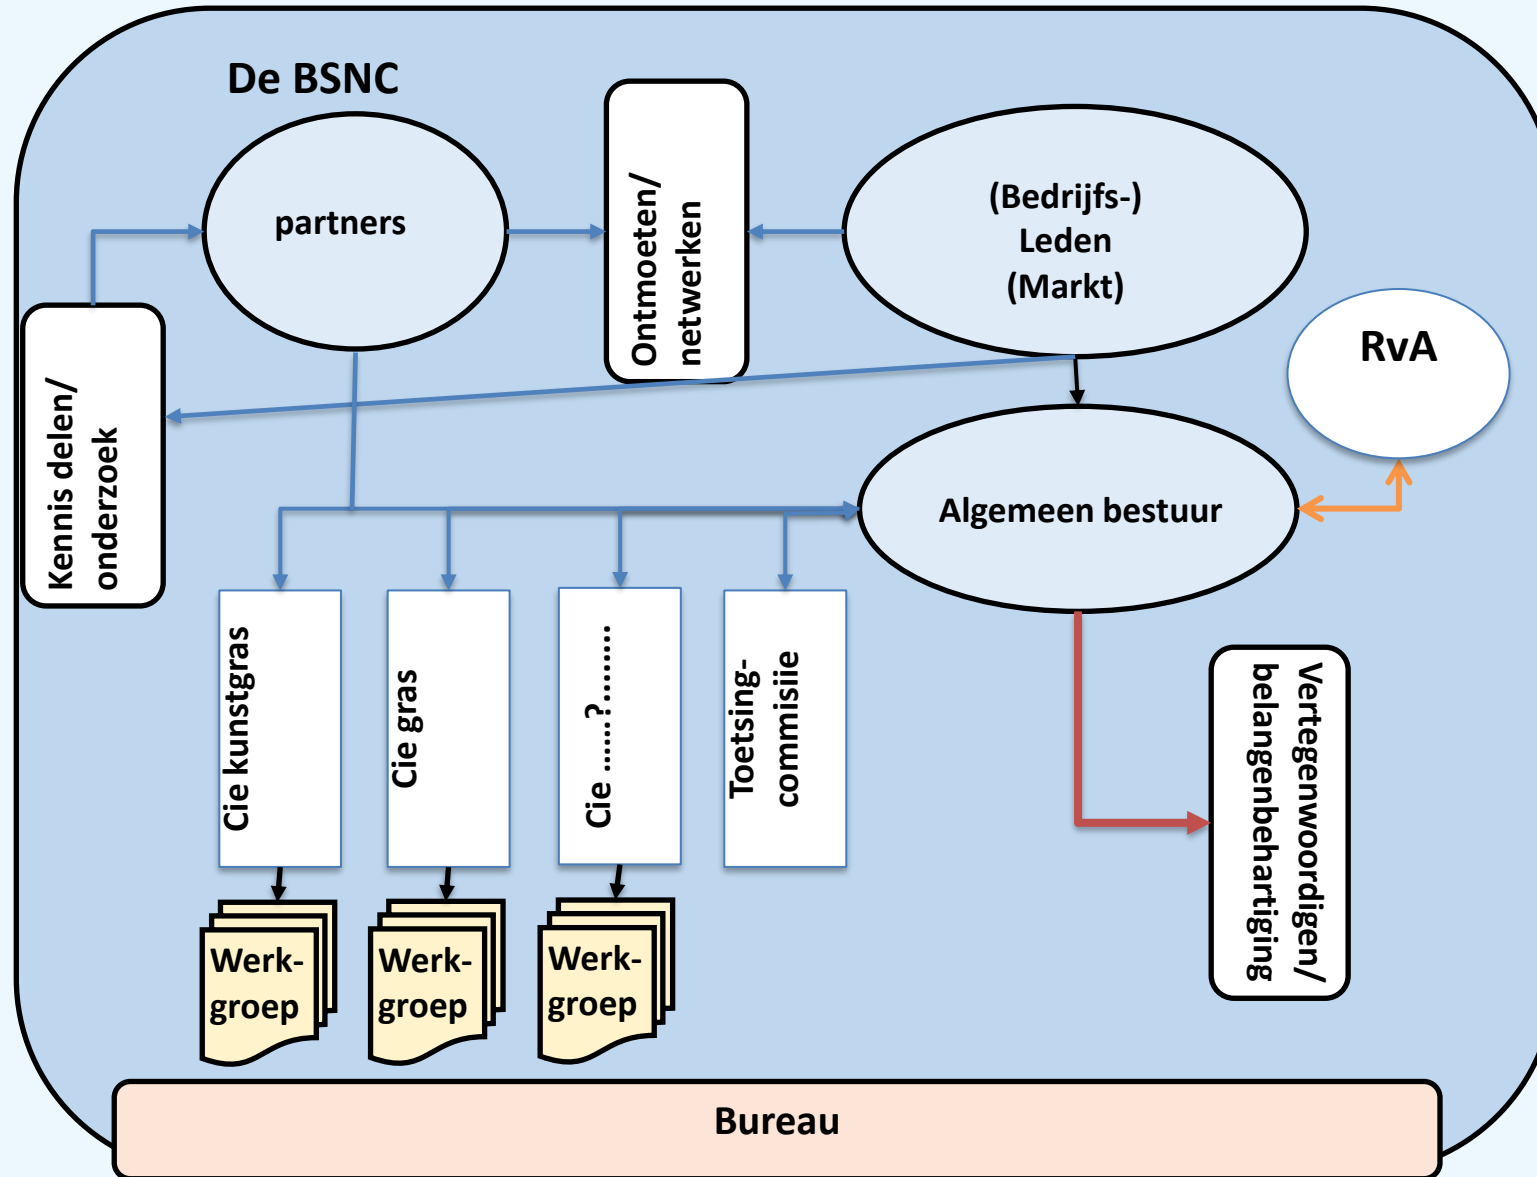 De BSNC
partners
Ontmoeten/
netwerken
(Bedrijfs-)
Leden
(Markt)
RvA
Kennis delen/
onderzoek
Algemeen bestuur
Cie kunstgras
Cie gras
Cie ......?.........
Toetsing-
commisiie
Vertegenwoordigen/
belangenbehartiging
Werk-
groep
Werk-
groep
Werk-
groep
Bureau